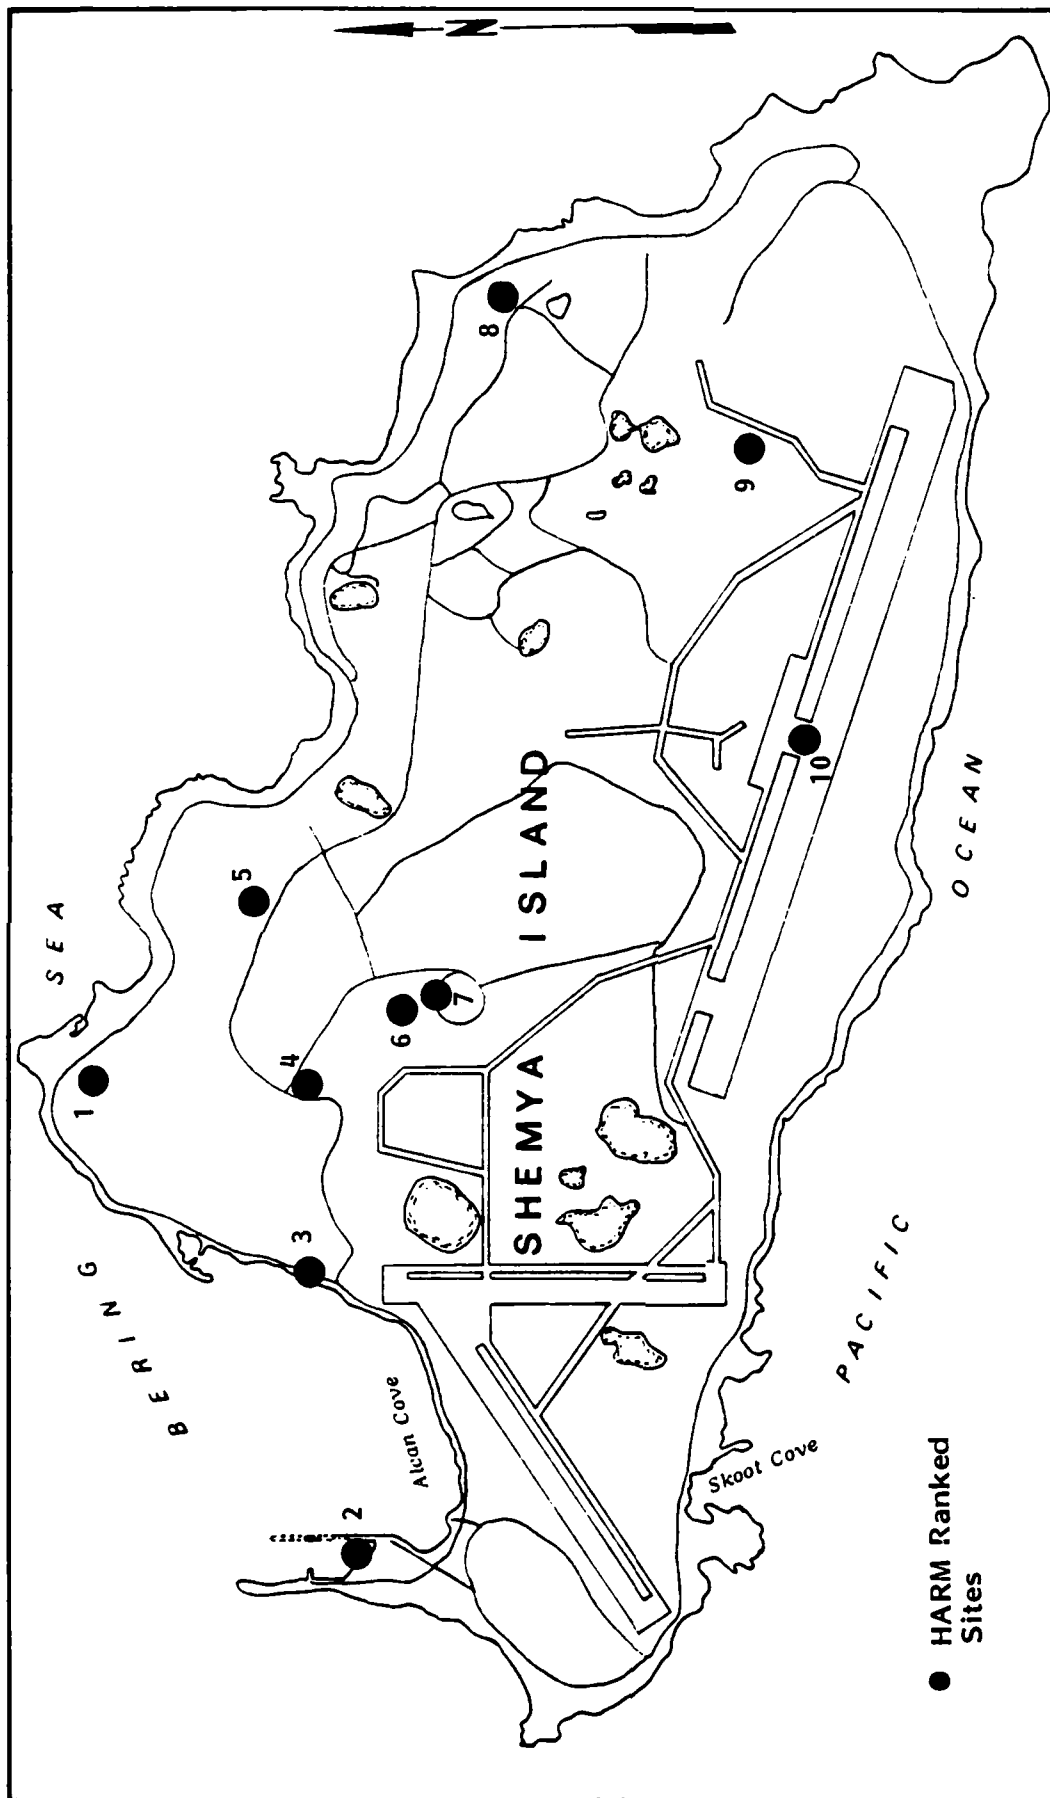 N
BERING SEA
1
2
3
4
5
6
7
8
9
10
Alcan Cove
SHEMYA ISLAND
Skoot Cove
PACIFIC OCEAN
HARM Ranked
Sites